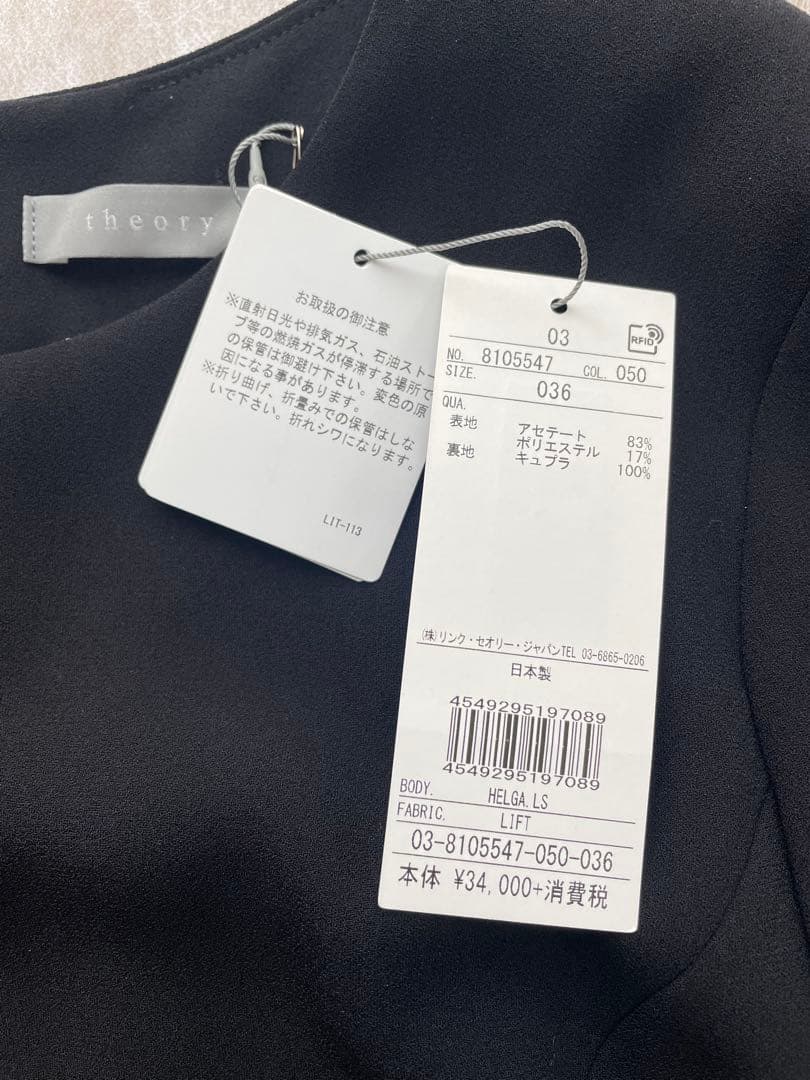 theory
お取扱の御注意
※直射日光や排気ガス、石油ストー
ブ等の燃焼ガスが停滞する場所で
の保管は御避け下さい。変色の原
因になる事があります。
※折り曲げ、折畳みでの保管はしな
いで下さい。折れシワになります。
LIT-113
03
RFID
NO. 8105547 COL. 050
SIZE. 036
QUA.
表地 アセテート 83%
ポリエステル 17%
裏地 キュプラ 100%
(株)リンク・セオリー・ジャパンTEL 03-6865-0206
日本製
4549295197089
4549295197089
BODY. HELGA.LS
FABRIC. LIFT
03-8105547-050-036
本体 ¥34,000+消費税